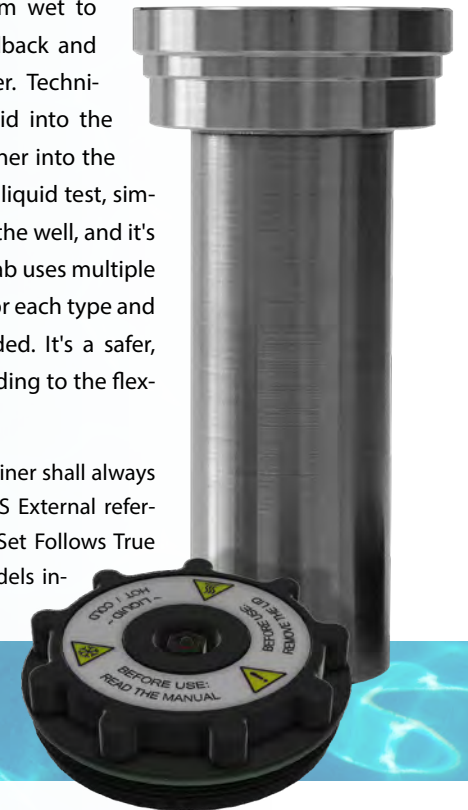 m wet to
back and
er. Techni-
id into the
ner into the
liquid test, sim-
the well, and it's
ab uses multiple
or each type and
ded. It's a safer,
ding to the flex-
iner shall always
S External refer-
Set Follows True
dels in-
"LIQUID"
HOT / COLD
BEFORE USE:
REMOVE THE LID
BEFORE USE:
READ THE MANUAL